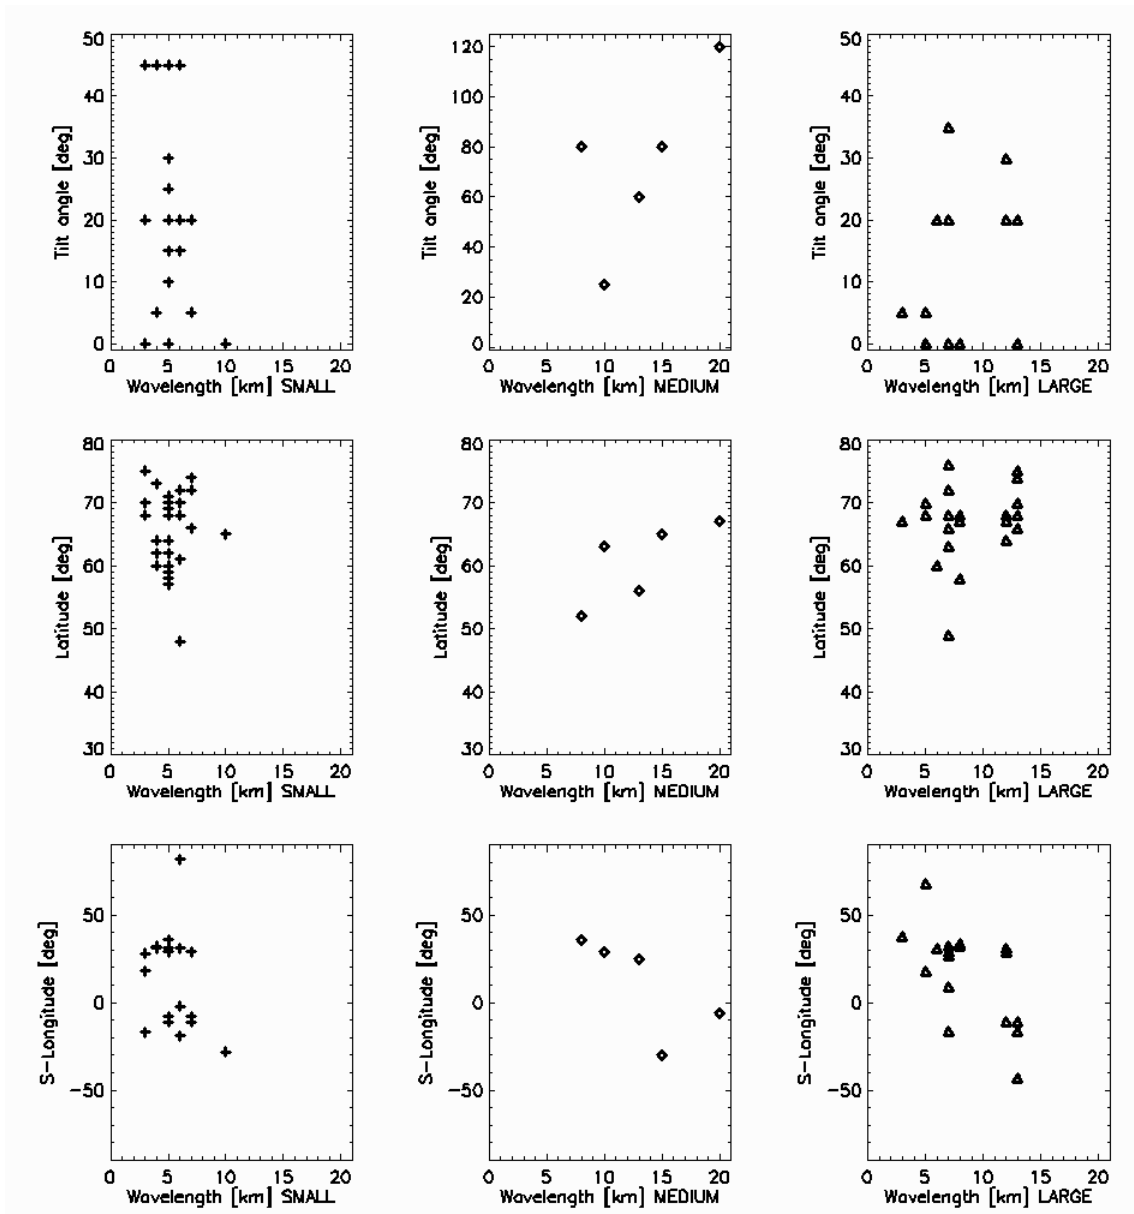 50
40
30
20
10
0
Tilt angle [deg]
0 5 10 15 20
Wavelength [km] SMALL
120
100
80
60
40
20
0
Tilt angle [deg]
0 5 10 15 20
Wavelength [km] MEDIUM
50
40
30
20
10
0
Tilt angle [deg]
0 5 10 15 20
Wavelength [km] LARGE
80
70
60
50
40
30
Latitude [deg]
0 5 10 15 20
Wavelength [km] SMALL
80
70
60
50
40
30
Latitude [deg]
0 5 10 15 20
Wavelength [km] MEDIUM
80
70
60
50
40
30
Latitude [deg]
0 5 10 15 20
Wavelength [km] LARGE
50
0
-50
S-Longitude [deg]
0 5 10 15 20
Wavelength [km] SMALL
50
0
-50
S-Longitude [deg]
0 5 10 15 20
Wavelength [km] MEDIUM
50
0
-50
S-Longitude [deg]
0 5 10 15 20
Wavelength [km] LARGE